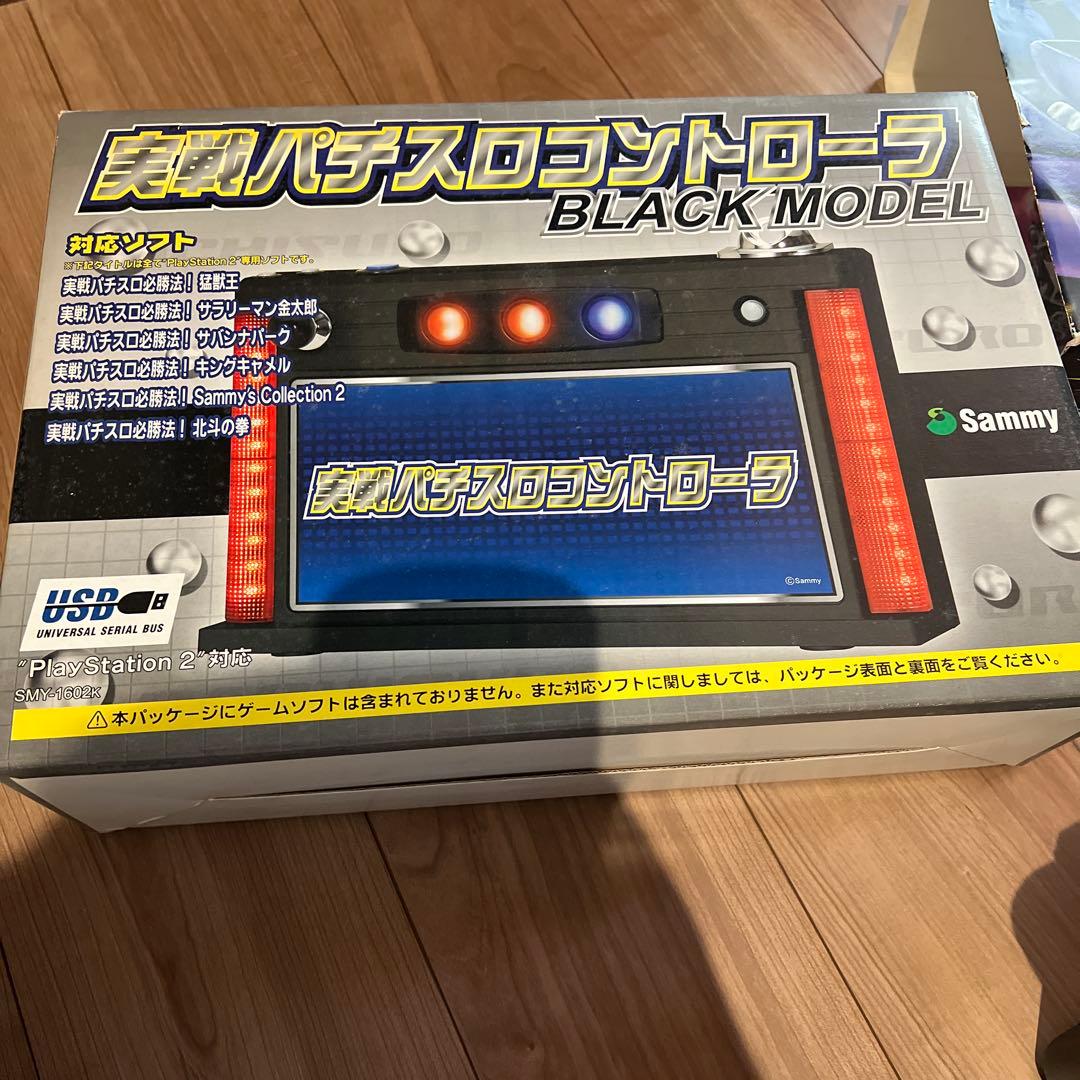 実戦パチスロコントローラ
BLACK MODEL
対応ソフト
※下記タイトルは全て"PlayStation 2"専用ソフトです。
実戦パチスロ必勝法! 猛獣王
実戦パチスロ必勝法! サラリーマン金太郎
実戦パチスロ必勝法! サバンナパーク
実戦パチスロ必勝法! キングキャメル
実戦パチスロ必勝法! Sammy's Collection 2
実戦パチスロ必勝法! 北斗の拳
Sammy
実戦パチスロコントローラ
©Sammy
USB
UNIVERSAL SERIAL BUS
"PlayStation 2"対応
SMY-1602K
⚠本パッケージにゲームソフトは含まれておりません。また対応ソフトに関しましては、パッケージ表面と裏面をご覧ください。